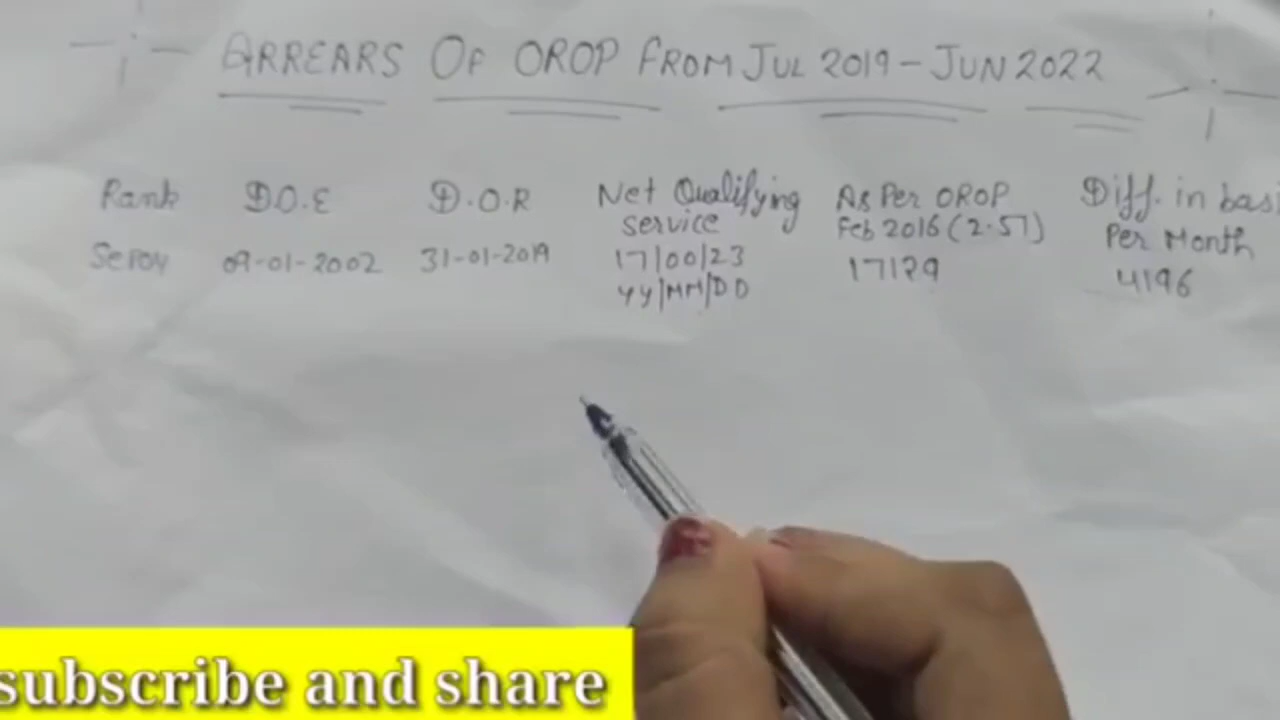 ARREARS OF OROP FROM JUL 2019 - JUN 2022
Rank D.O.E D.O.R Net Qualifying service As Per OROP Feb 2016 (2.57) Diff. in bas Per Month
Sepoy 09-01-2002 31-01-2019 17/00/23 17129 4196
YY/MM/DD
subscribe and share